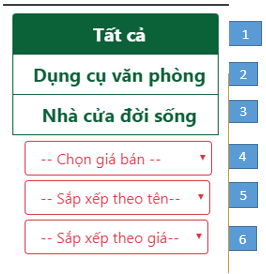 Tất cả 1
Dụng cụ văn phòng 2
Nhà cửa đời sống 3
-- Chọn giá bán -- 4
-- Sắp xếp theo tên-- 5
-- Sắp xếp theo giá-- 6